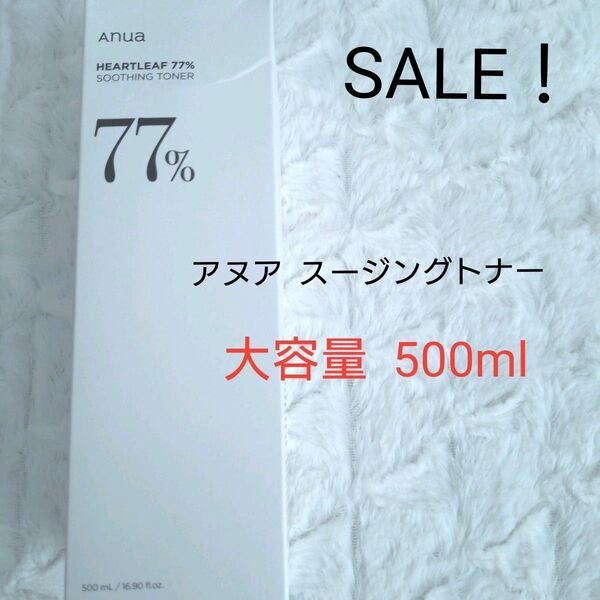 Anua
HEARTLEAF 77%
SOOTHING TONER
77%
SALE！
アヌア スージングトナー
大容量 500ml
500 mL / 16.90 fl.oz.